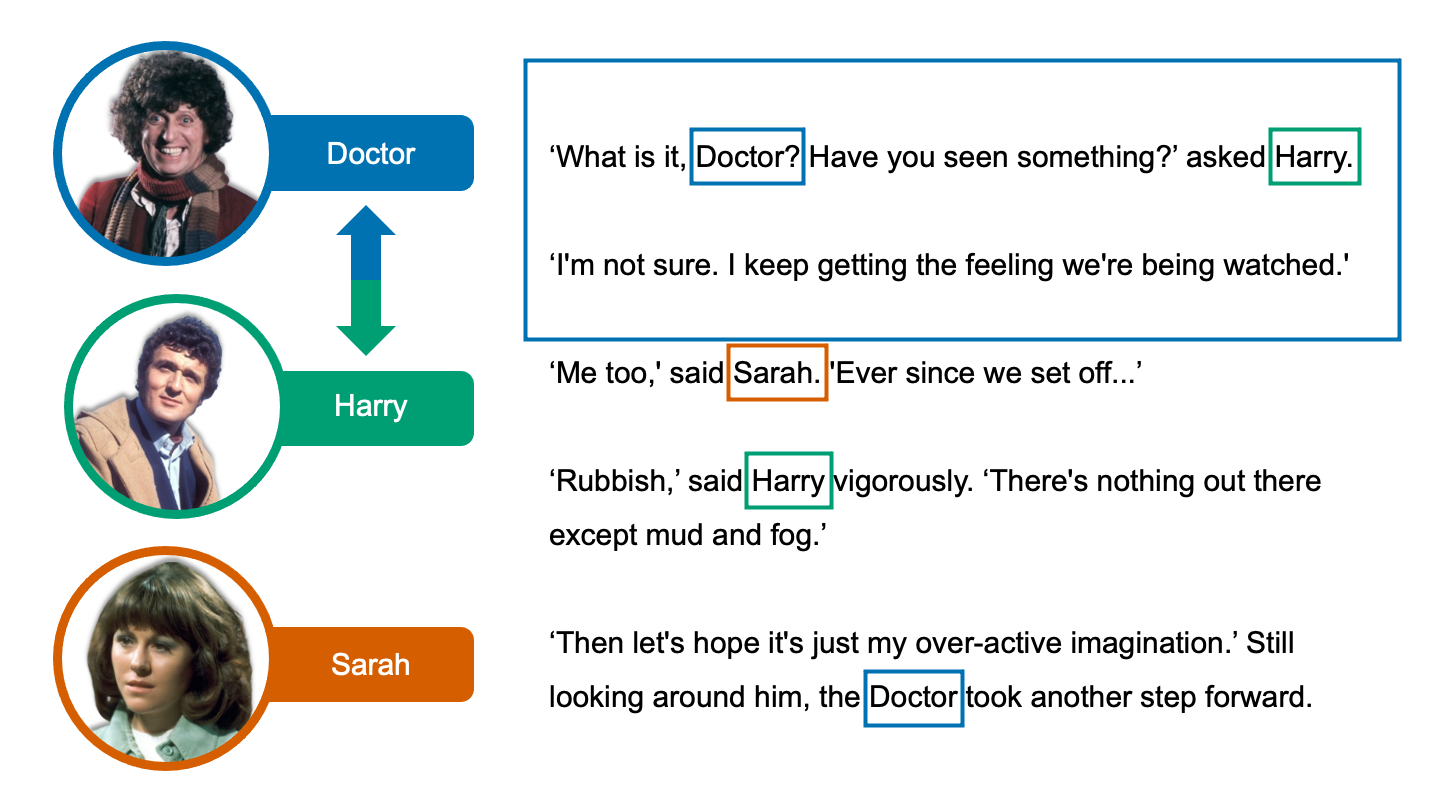 Doctor
Harry
Sarah
‘What is it, Doctor? Have you seen something?’ asked Harry.
‘I'm not sure. I keep getting the feeling we're being watched.'
‘Me too,' said Sarah. 'Ever since we set off...’
‘Rubbish,’ said Harry vigorously. ‘There's nothing out there
except mud and fog.’
‘Then let's hope it's just my over-active imagination.’ Still
looking around him, the Doctor took another step forward.